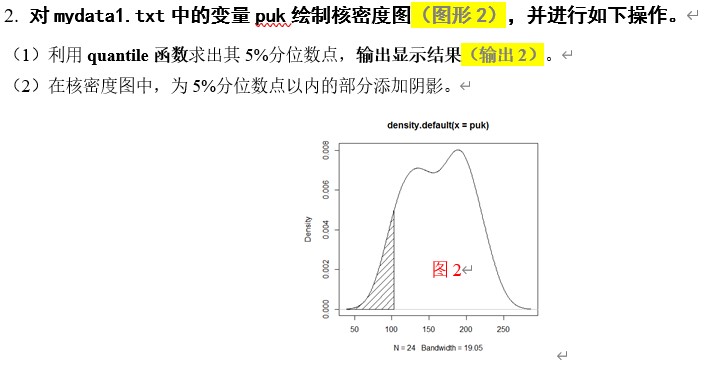 2. 对 mydata1.txt 中的变量 puk 绘制核密度图（图形 2），并进行如下操作。
（1）利用 quantile 函数求出其 5%分位数点，输出显示结果（输出 2）。
（2）在核密度图中，为 5%分位数点以内的部分添加阴影。
density.default(x = puk)
0.008
0.006
0.004
0.002
0.000
Density
图 2
50 100 150 200 250
N = 24 Bandwidth = 19.05